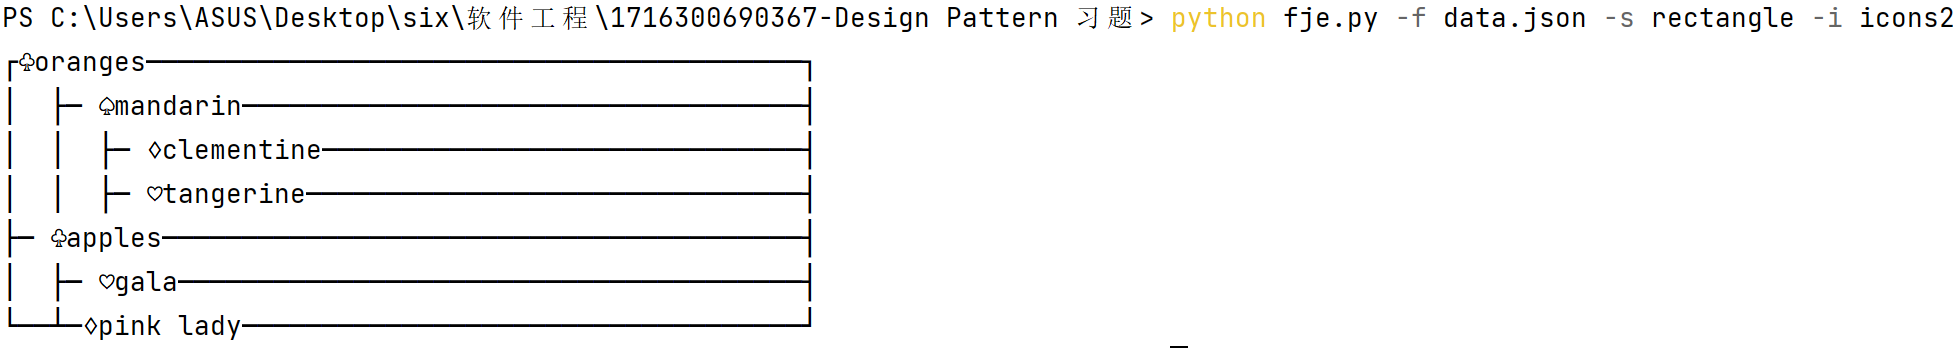 PS C:\Users\ASUS\Desktop\six\软件工程\1716300690367-Design Pattern 习题> python fje.py -f data.json -s rectangle -i icons2
┌♧oranges─────────────────────────────────────────┐
│  ├─ ♤mandarin───────────────────────────────────┤
│  │  ├─ ♢clementine──────────────────────────────┤
│  │  ├─ ♡tangerine───────────────────────────────┤
├─ ♧apples────────────────────────────────────────┤
│  ├─ ♡gala───────────────────────────────────────┤
└──┴─♢pink lady───────────────────────────────────┘